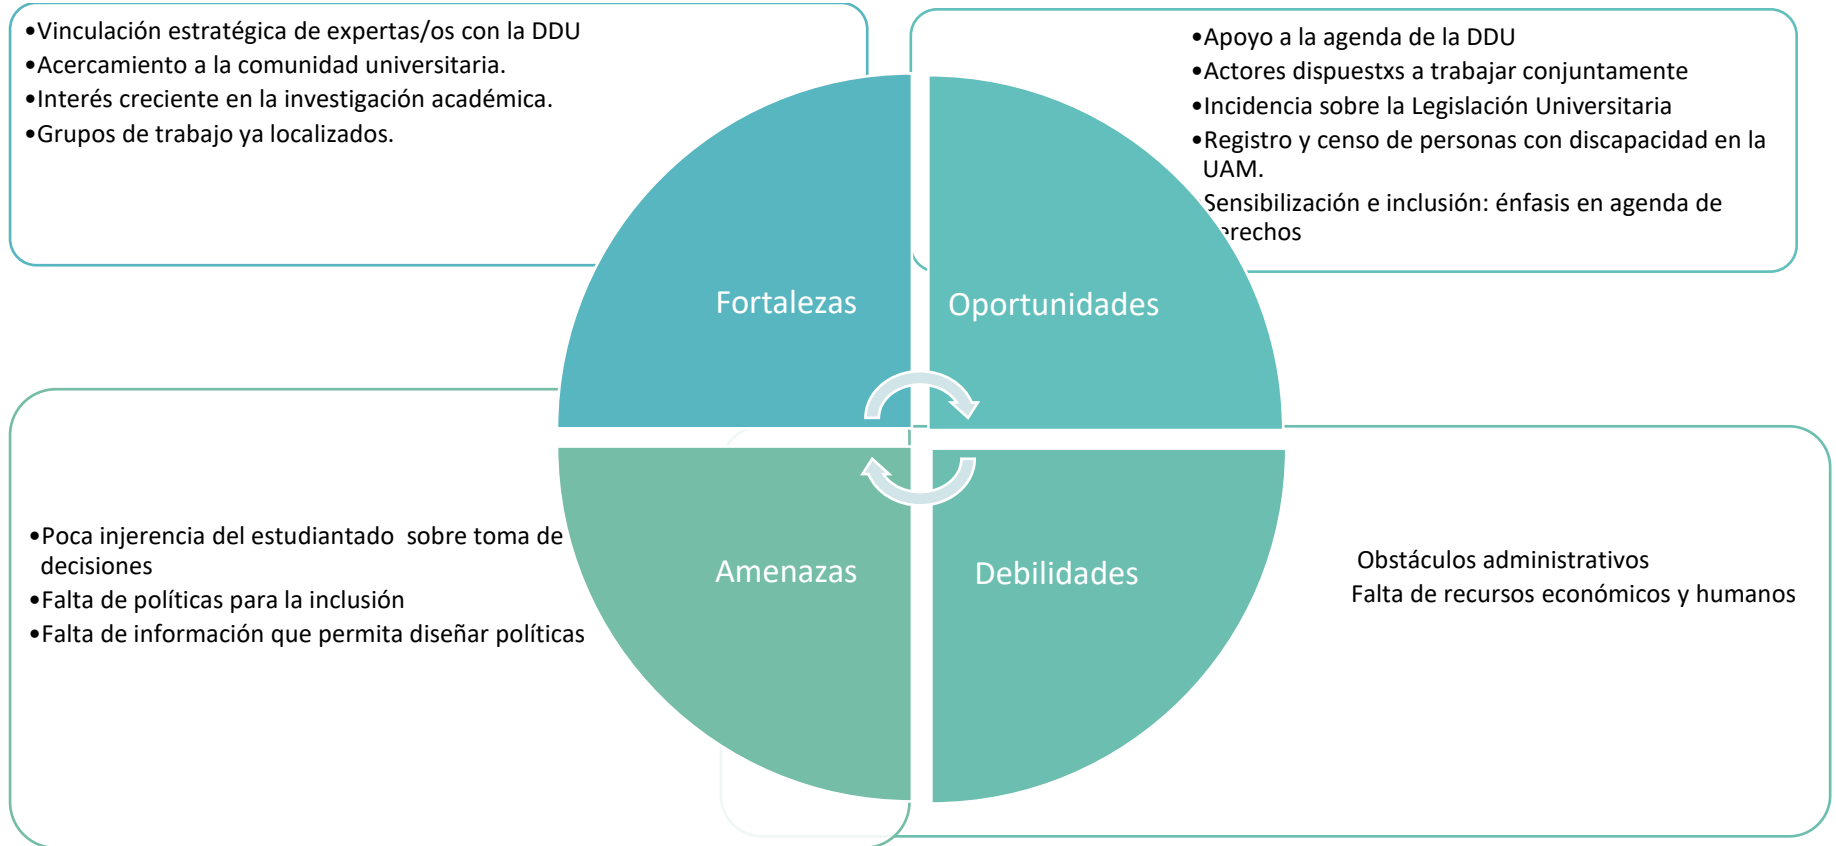 •Vinculación estratégica de expertas/os con la DDU
•Acercamiento a la comunidad universitaria.
•Interés creciente en la investigación académica.
•Grupos de trabajo ya localizados.
•Apoyo a la agenda de la DDU
•Actores dispuestxs a trabajar conjuntamente
•Incidencia sobre la Legislación Universitaria
•Registro y censo de personas con discapacidad en la
UAM.
Sensibilización e inclusión: énfasis en agenda de
erechos
Fortalezas
Oportunidades
•Poca injerencia del estudiantado  sobre toma de
decisiones
•Falta de políticas para la inclusión
•Falta de información que permita diseñar políticas
Amenazas
Debilidades
Obstáculos administrativos
Falta de recursos económicos y humanos